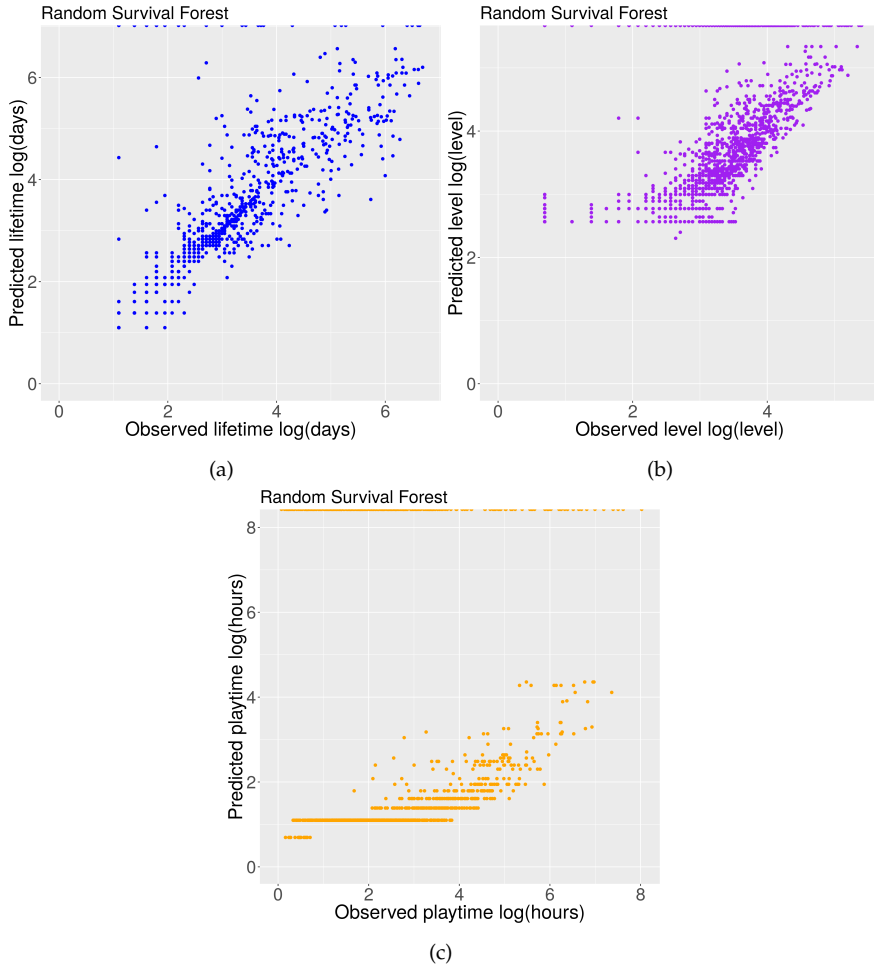 Random Survival Forest
Predicted lifetime log(days)
6
4
2
0
0 2 4 6
Observed lifetime log(days)
(a)
Random Survival Forest
Predicted level log(level)
4
2
0
0 2 4
Observed level log(level)
(b)
Random Survival Forest
Predicted playtime log(hours)
8
6
4
2
0
0 2 4 6 8
Observed playtime log(hours)
(c)